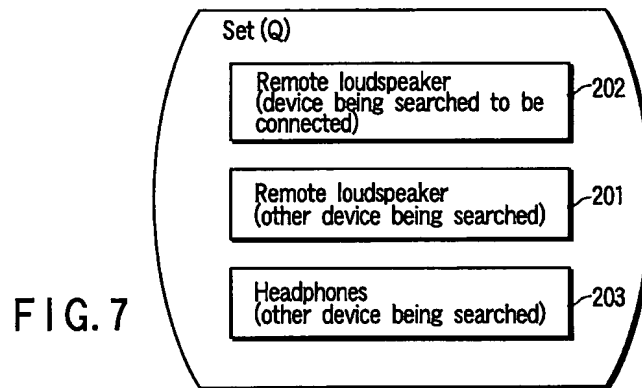 Set (Q)
Remote loudspeaker
(device being searched to be
connected)
202
Remote loudspeaker
(other device being searched)
201
Headphones
(other device being searched)
203
FIG. 7